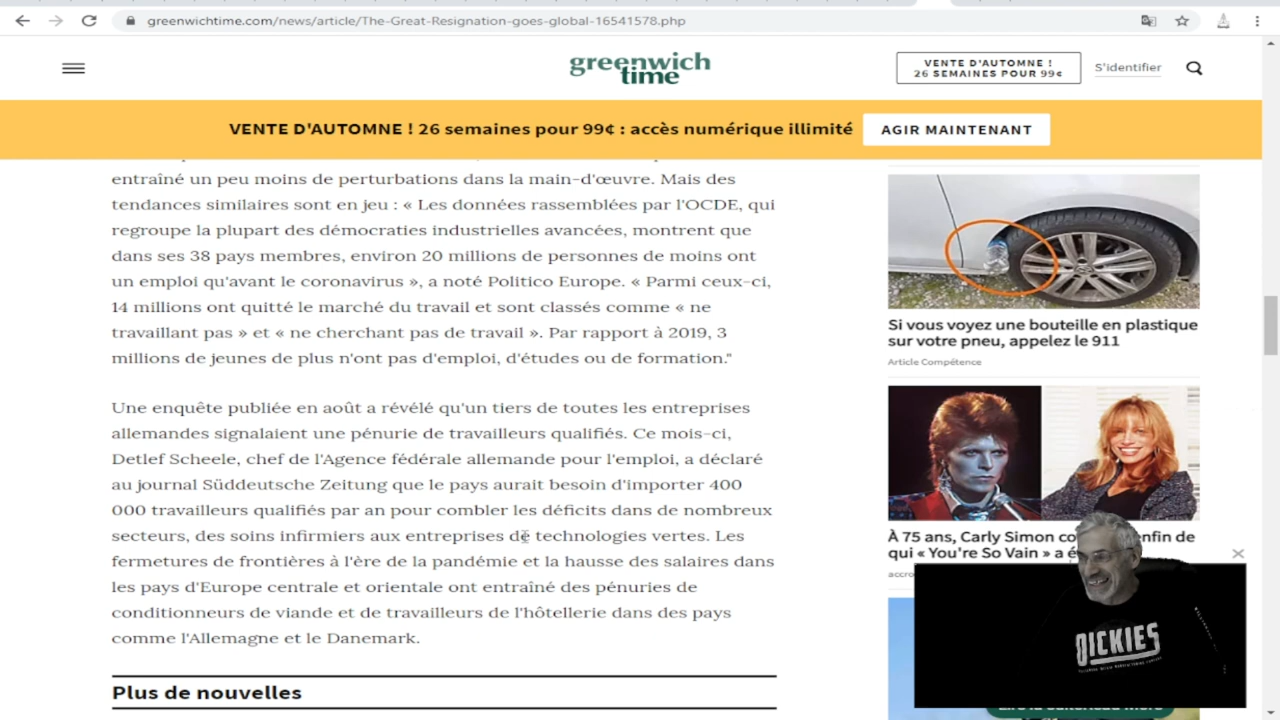 greenwichtime.com/news/article/The-Great-Resignation-goes-global-16541578.php
greenwich
time
VENTE D'AUTOMNE !
26 SEMAINES POUR 99¢
S'identifier
VENTE D'AUTOMNE ! 26 semaines pour 99¢ : accès numérique illimité
AGIR MAINTENANT
entraîné un peu moins de perturbations dans la main-d'œuvre. Mais des
tendances similaires sont en jeu : « Les données rassemblées par l'OCDE, qui
regroupe la plupart des démocraties industrielles avancées, montrent que
dans ses 38 pays membres, environ 20 millions de personnes de moins ont
un emploi qu'avant le coronavirus », a noté Politico Europe. « Parmi ceux-ci,
14 millions ont quitté le marché du travail et sont classés comme « ne
travaillant pas » et « ne cherchant pas de travail ». Par rapport à 2019, 3
millions de jeunes de plus n'ont pas d'emploi, d'études ou de formation."
Une enquête publiée en août a révélé qu'un tiers de toutes les entreprises
allemandes signalaient une pénurie de travailleurs qualifiés. Ce mois-ci,
Detlef Scheele, chef de l'Agence fédérale allemande pour l'emploi, a déclaré
au journal Süddeutsche Zeitung que le pays aurait besoin d'importer 400
000 travailleurs qualifiés par an pour combler les déficits dans de nombreux
secteurs, des soins infirmiers aux entreprises de technologies vertes. Les
fermetures de frontières à l'ère de la pandémie et la hausse des salaires dans
les pays d'Europe centrale et orientale ont entraîné des pénuries de
conditionneurs de viande et de travailleurs de l'hôtellerie dans des pays
comme l'Allemagne et le Danemark.
Plus de nouvelles
Si vous voyez une bouteille en plastique
sur votre pneu, appelez le 911
Article Compétence
À 75 ans, Carly Simon enfin de
qui « You're So Vain » a
DICKIES